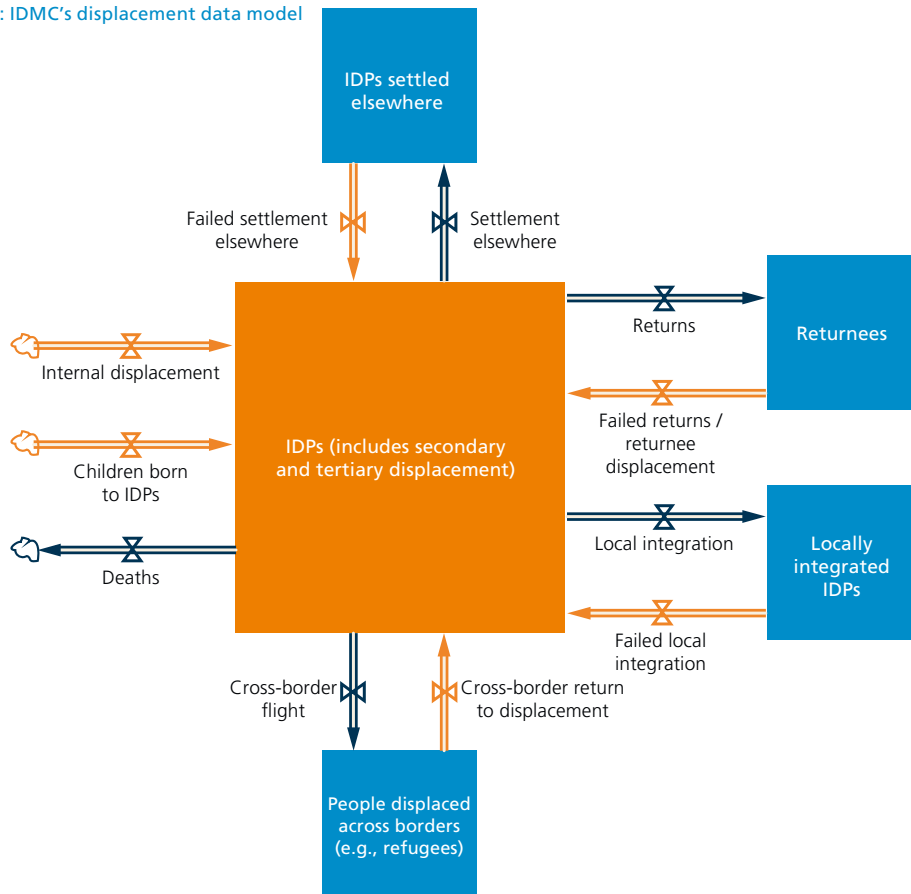 : IDMC’s displacement data model
IDPs settled
elsewhere
Failed settlement
elsewhere
Settlement
elsewhere
Returns
Returnees
Internal displacement
Failed returns /
returnee
displacement
IDPs (includes secondary
and tertiary displacement)
Children born
to IDPs
Local integration
Locally
integrated
IDPs
Deaths
Failed local
integration
Cross-border
flight
Cross-border return
to displacement
People displaced
across borders
(e.g., refugees)